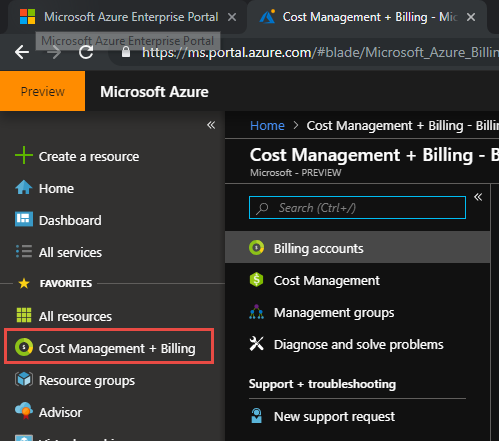 Microsoft Azure Enterprise Portal
Cost Management + Billing - Mic
Microsoft Azure Enterprise Portal
https://ms.portal.azure.com/#blade/Microsoft_Azure_Billin
Preview
Microsoft Azure
Create a resource
Home
Dashboard
All services
FAVORITES
All resources
Cost Management + Billing
Resource groups
Advisor
Home > Cost Management + Billing - Billin
Cost Management + Billing - B
Microsoft - PREVIEW
Search (Ctrl+/)
Billing accounts
Cost Management
Management groups
Diagnose and solve problems
Support + troubleshooting
New support request